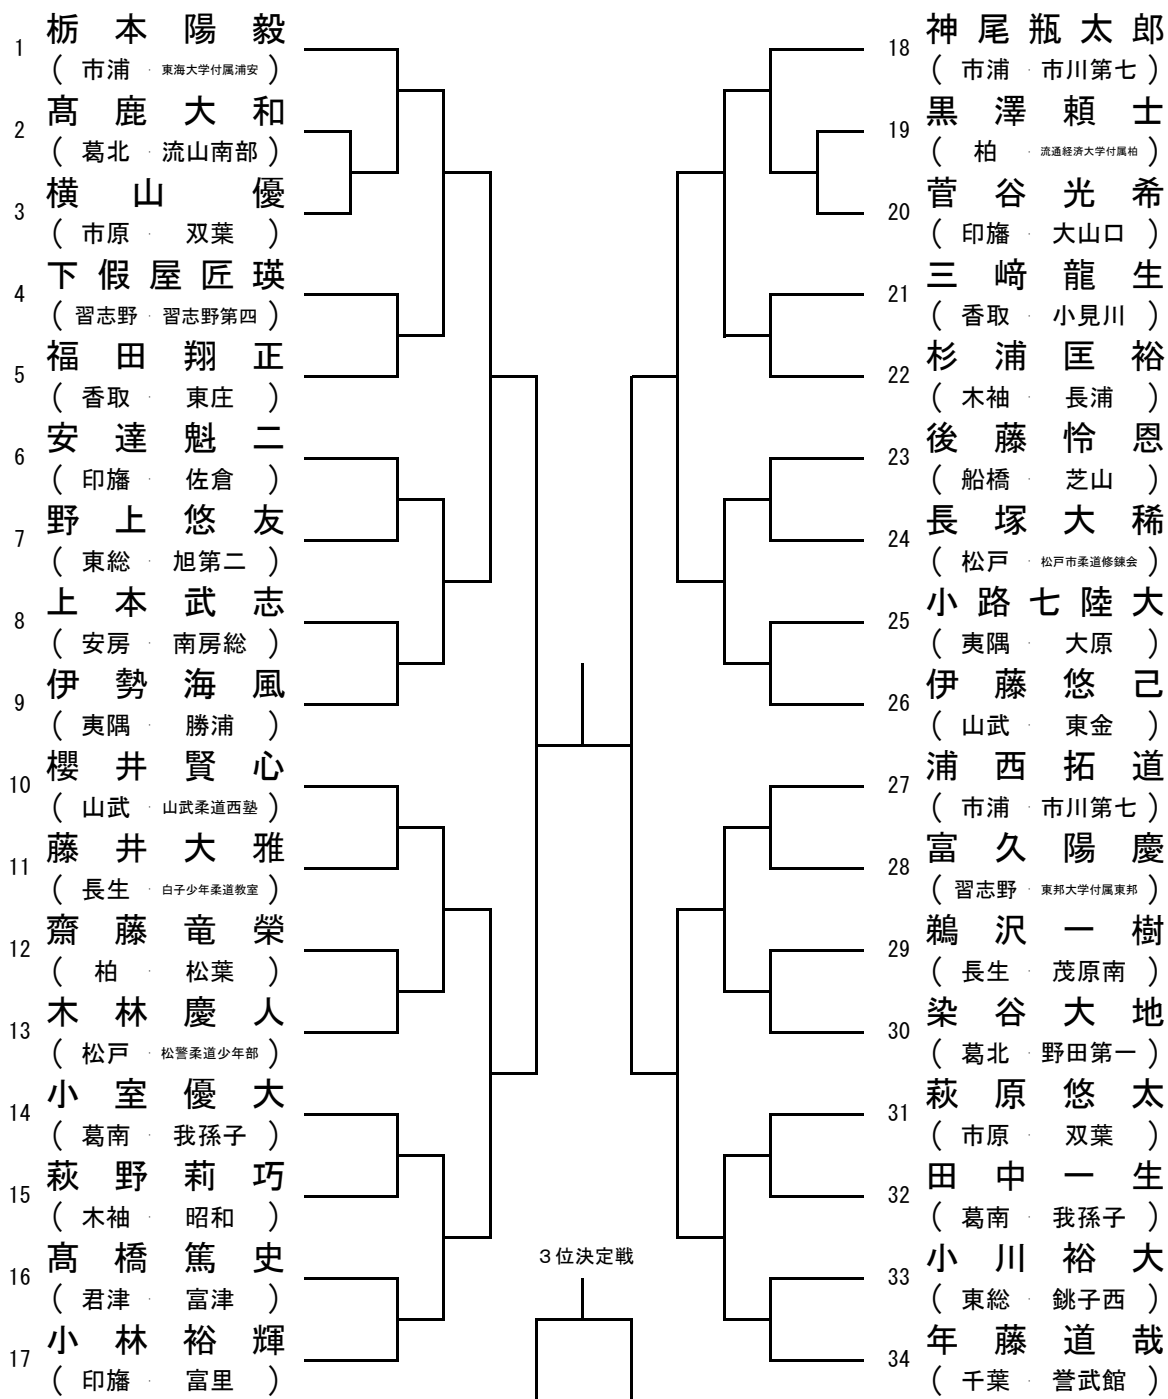 1 栃本陽毅
（市浦・東海大学付属浦安）
2 髙鹿大和
（葛北・流山南部）
3 横山優
（市原・双葉）
4 下假屋匠瑛
（習志野・習志野第四）
5 福田翔正
（香取・東庄）
6 安達魁二
（印旛・佐倉）
7 野上悠友
（東総・旭第二）
8 上本武志
（安房・南房総）
9 伊勢海風
（夷隅・勝浦）
10 櫻井賢心
（山武・山武柔道西塾）
11 藤井大雅
（長生・白子少年柔道教室）
12 齋藤竜榮
（柏・松葉）
13 木林慶人
（松戸・松警柔道少年部）
14 小室優大
（葛南・我孫子）
15 萩野莉巧
（木袖・昭和）
16 髙橋篤史
（君津・富津）
17 小林裕輝
（印旛・富里）
3位決定戦
18 神尾瓶太郎
（市浦・市川第七）
19 黒澤頼士
（柏・流通経済大学付属柏）
20 菅谷光希
（印旛・大山口）
21 三﨑龍生
（香取・小見川）
22 杉浦匡裕
（木袖・長浦）
23 後藤怜恩
（船橋・芝山）
24 長塚大稀
（松戸・松戸市柔道修錬会）
25 小路七陸大
（夷隅・大原）
26 伊藤悠己
（山武・東金）
27 浦西拓道
（市浦・市川第七）
28 富久陽慶
（習志野・東邦大学付属東邦）
29 鵜沢一樹
（長生・茂原南）
30 染谷大地
（葛北・野田第一）
31 萩原悠太
（市原・双葉）
32 田中一生
（葛南・我孫子）
33 小川裕大
（東総・銚子西）
34 年藤道哉
（千葉・誉武館）